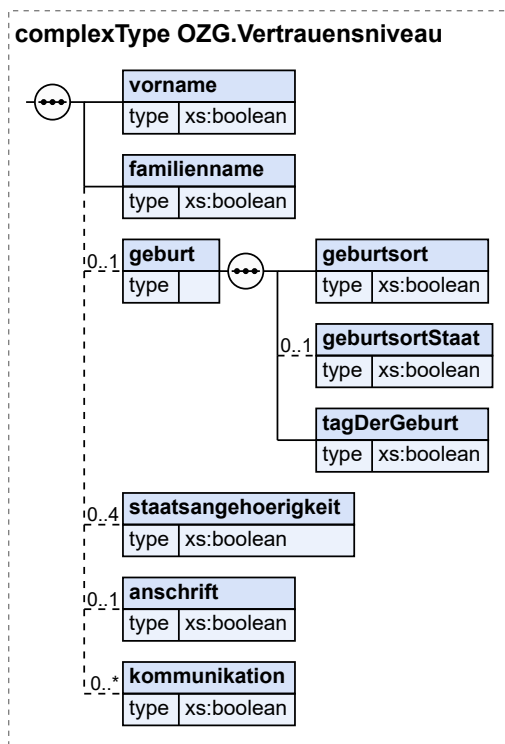 complexType OZG.Vertrauensniveau
vorname
type xs:boolean
familienname
type xs:boolean
0..1 geburt
type
geburtsort
type xs:boolean
0..1 geburtsortStaat
type xs:boolean
tagDerGeburt
type xs:boolean
0..4 staatsangehoerigkeit
type xs:boolean
0..1 anschrift
type xs:boolean
0..* kommunikation
type xs:boolean